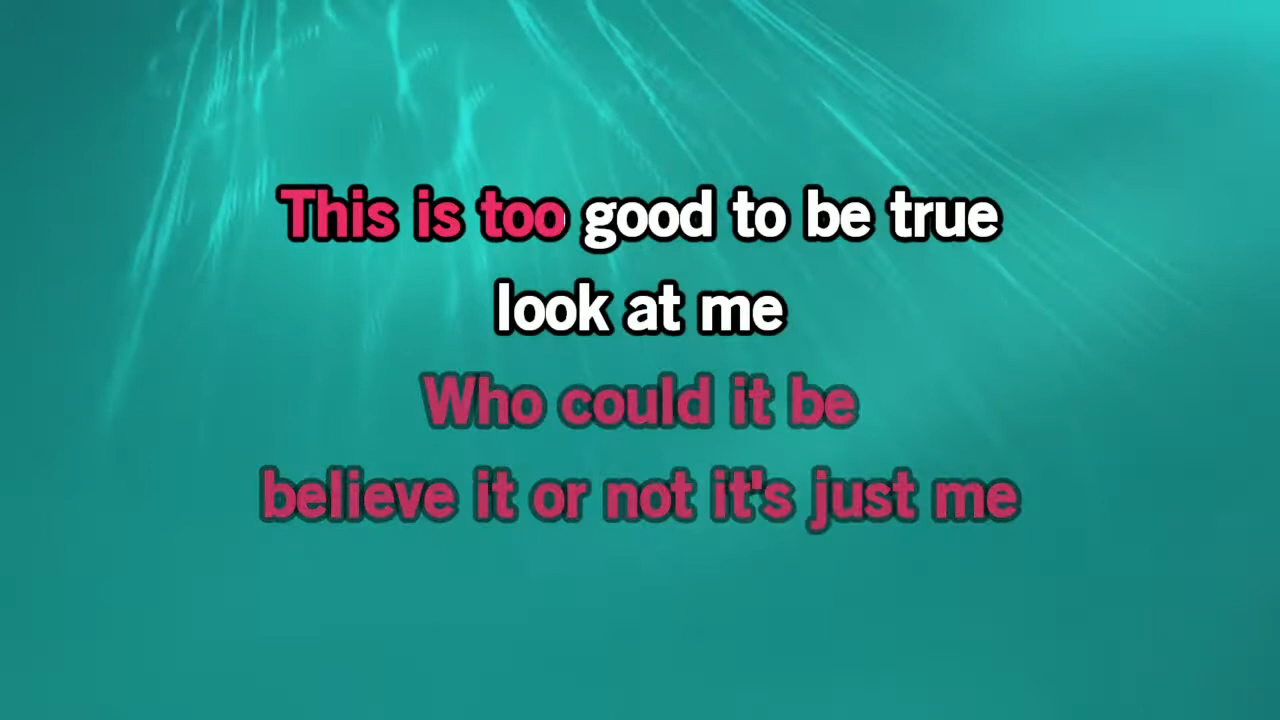 This is too good to be true
look at me
Who could it be
believe it or not it's just me